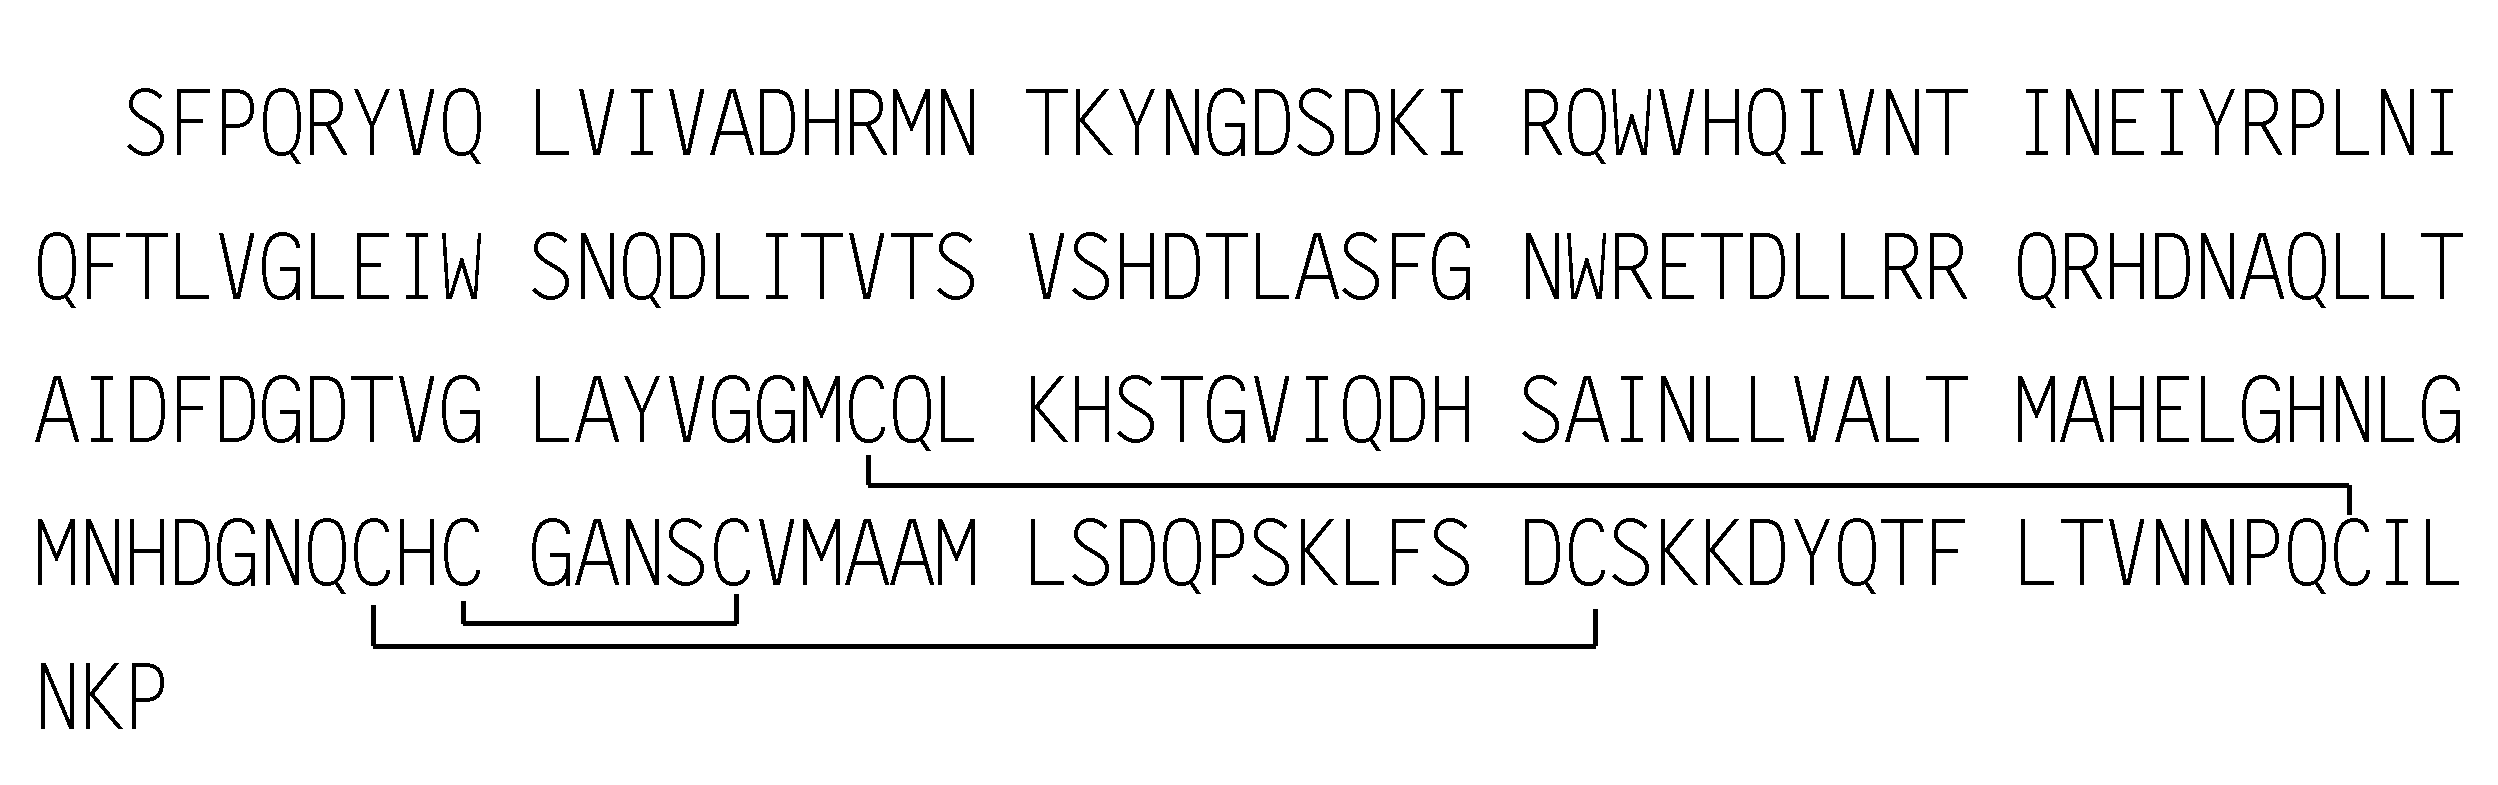 SFPQRYVQ LVIVADHRMN TKYNGDSDKI RQWVHQIVNT INEIYRPLNI
QFTLVGLEIW SNQDLITVTS VSHDTLASFG NWRETDLLRR QRHDNAQLLT
AIDFDGDTVG LAYVGGMCQL KHSTGVIQDH SAINLLVALT MAHELGHNLG
MNHDGNQCHC GANSCVMAAM LSDQPSKLFS DCSKKDYQTF LTVNNPQCIL
NKP